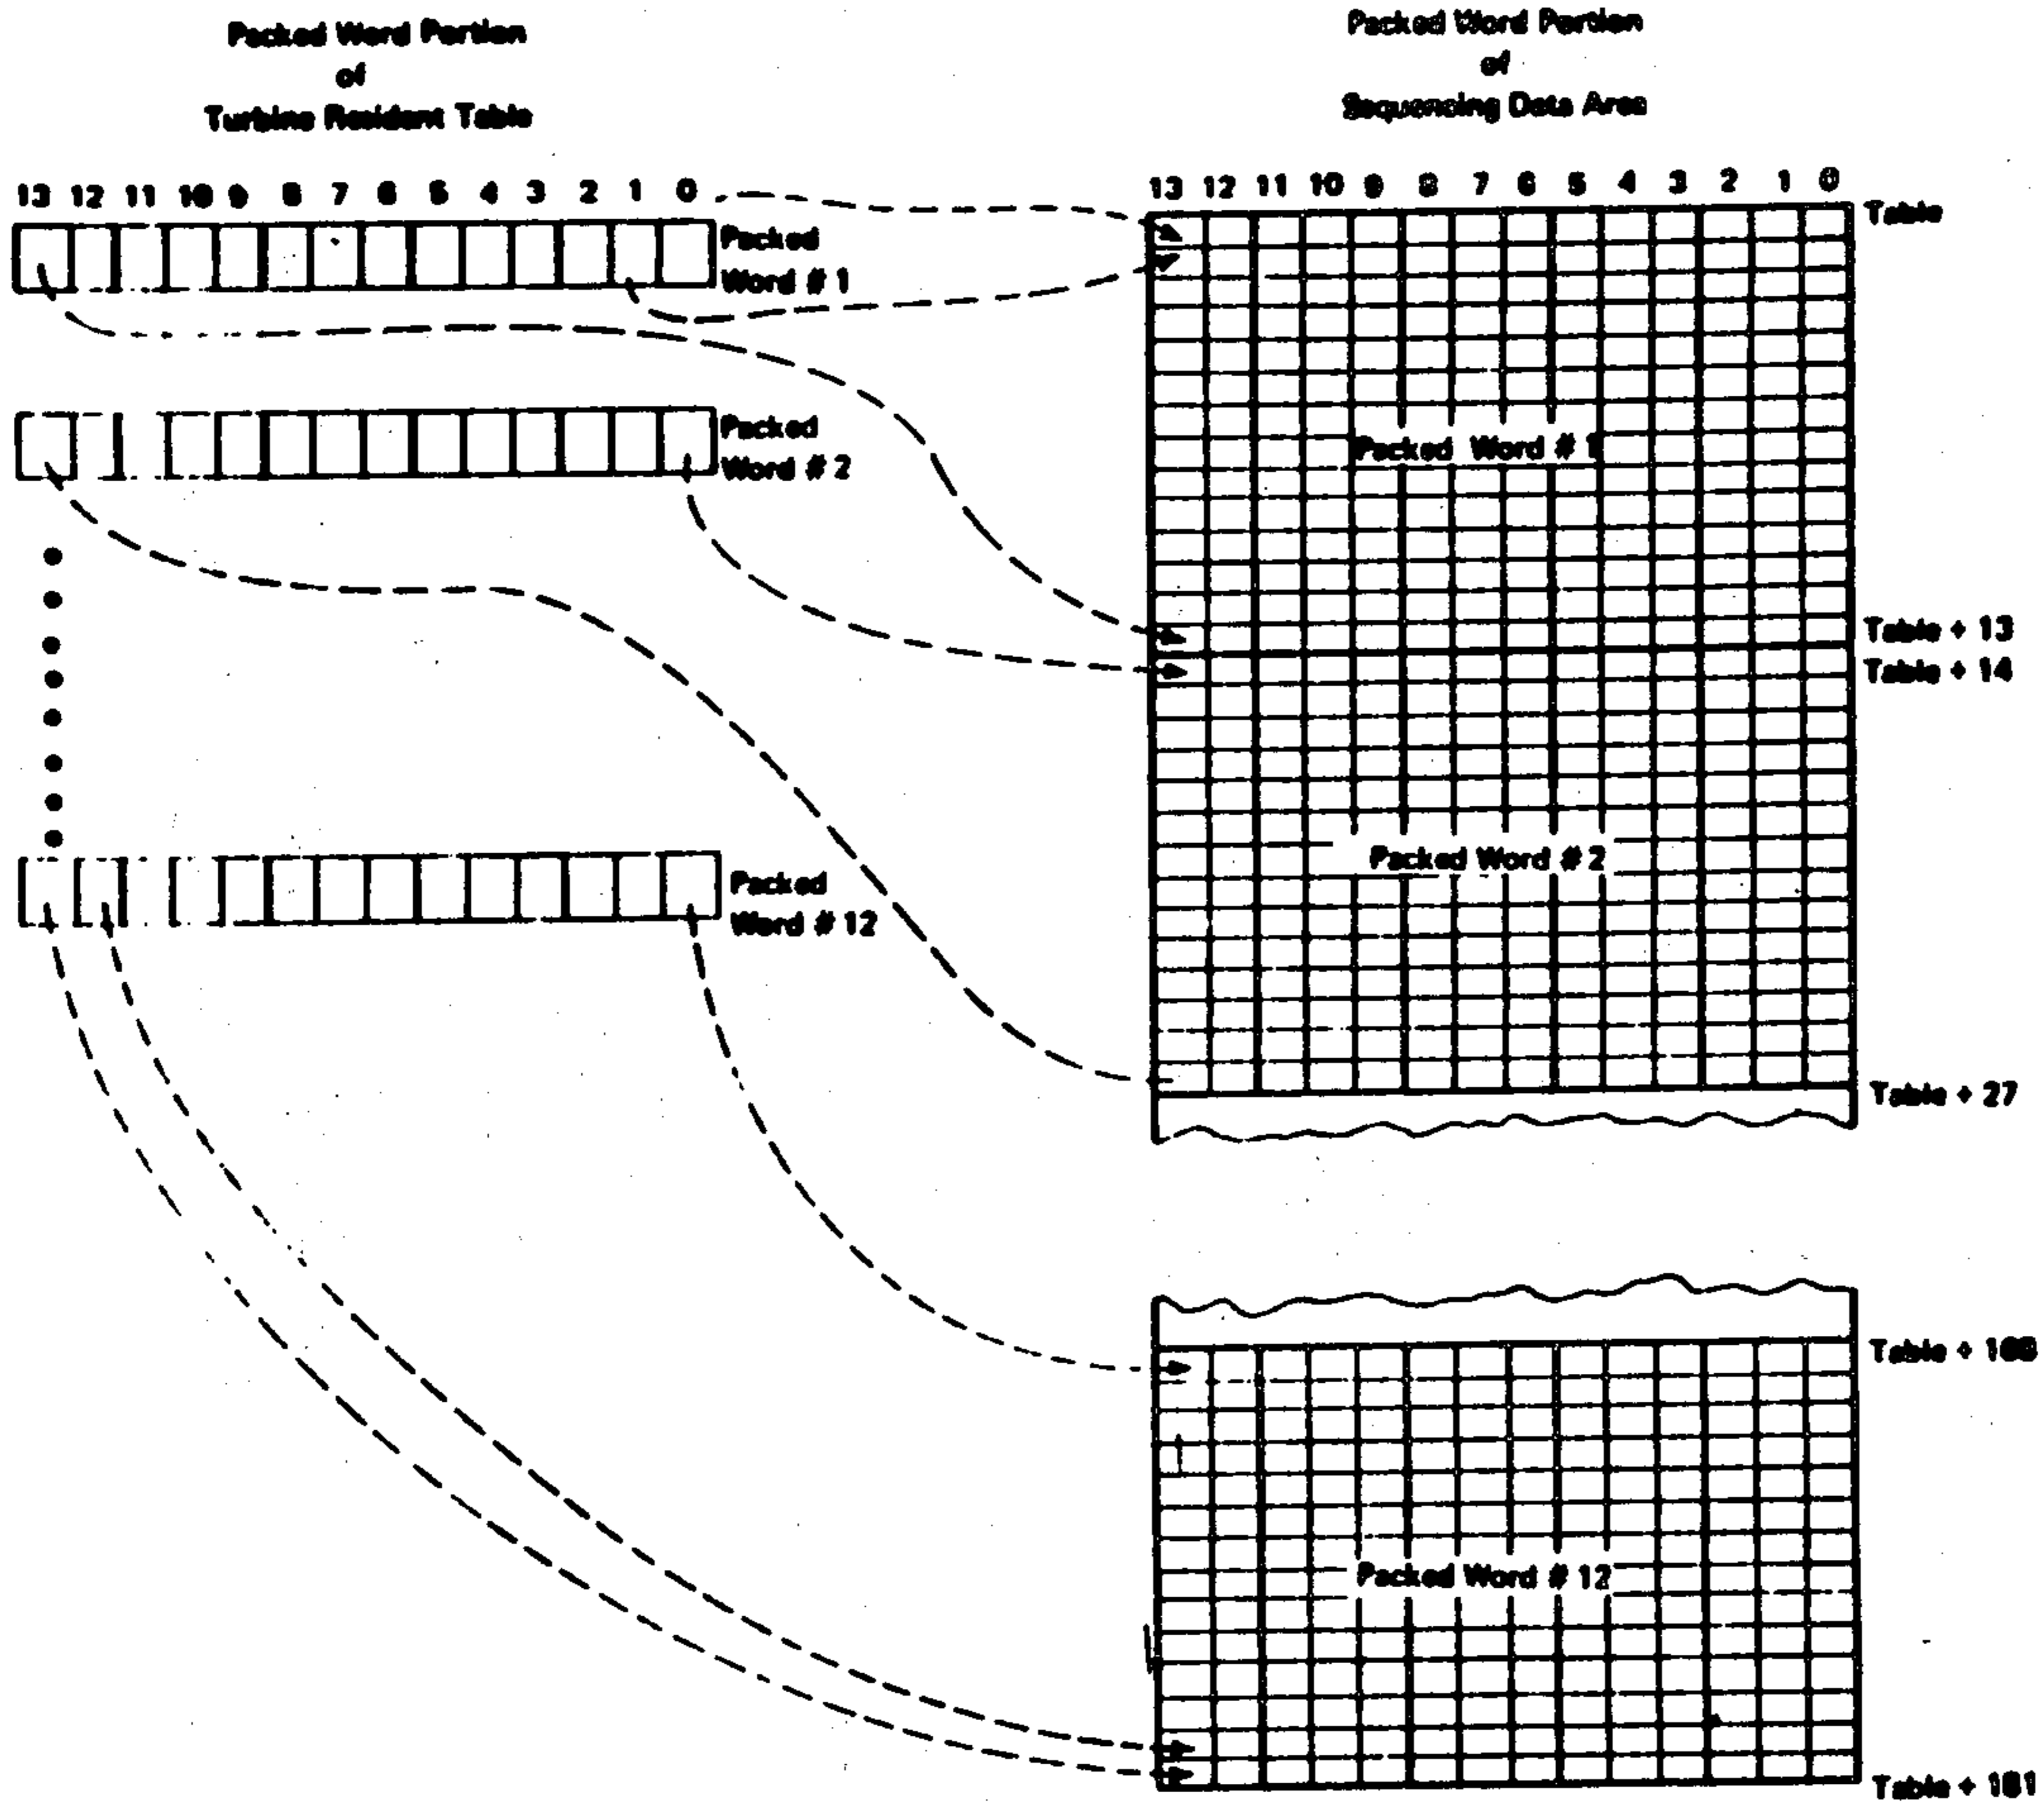 Packed Word Portion
of
Turbine Resident Table
Packed Word Portion
of
Sequencing Data Area
13 12 11 10 9 8 7 6 5 4 3 2 1 0
13 12 11 10 9 8 7 6 5 4 3 2 1 0
Table
Packed
Word # 1
Packed
Word # 2
Packed Word # 1
Table + 13
Table + 14
Packed Word # 2
Packed
Word # 12
Table + 27
Table +
Packed Word # 12
Table +